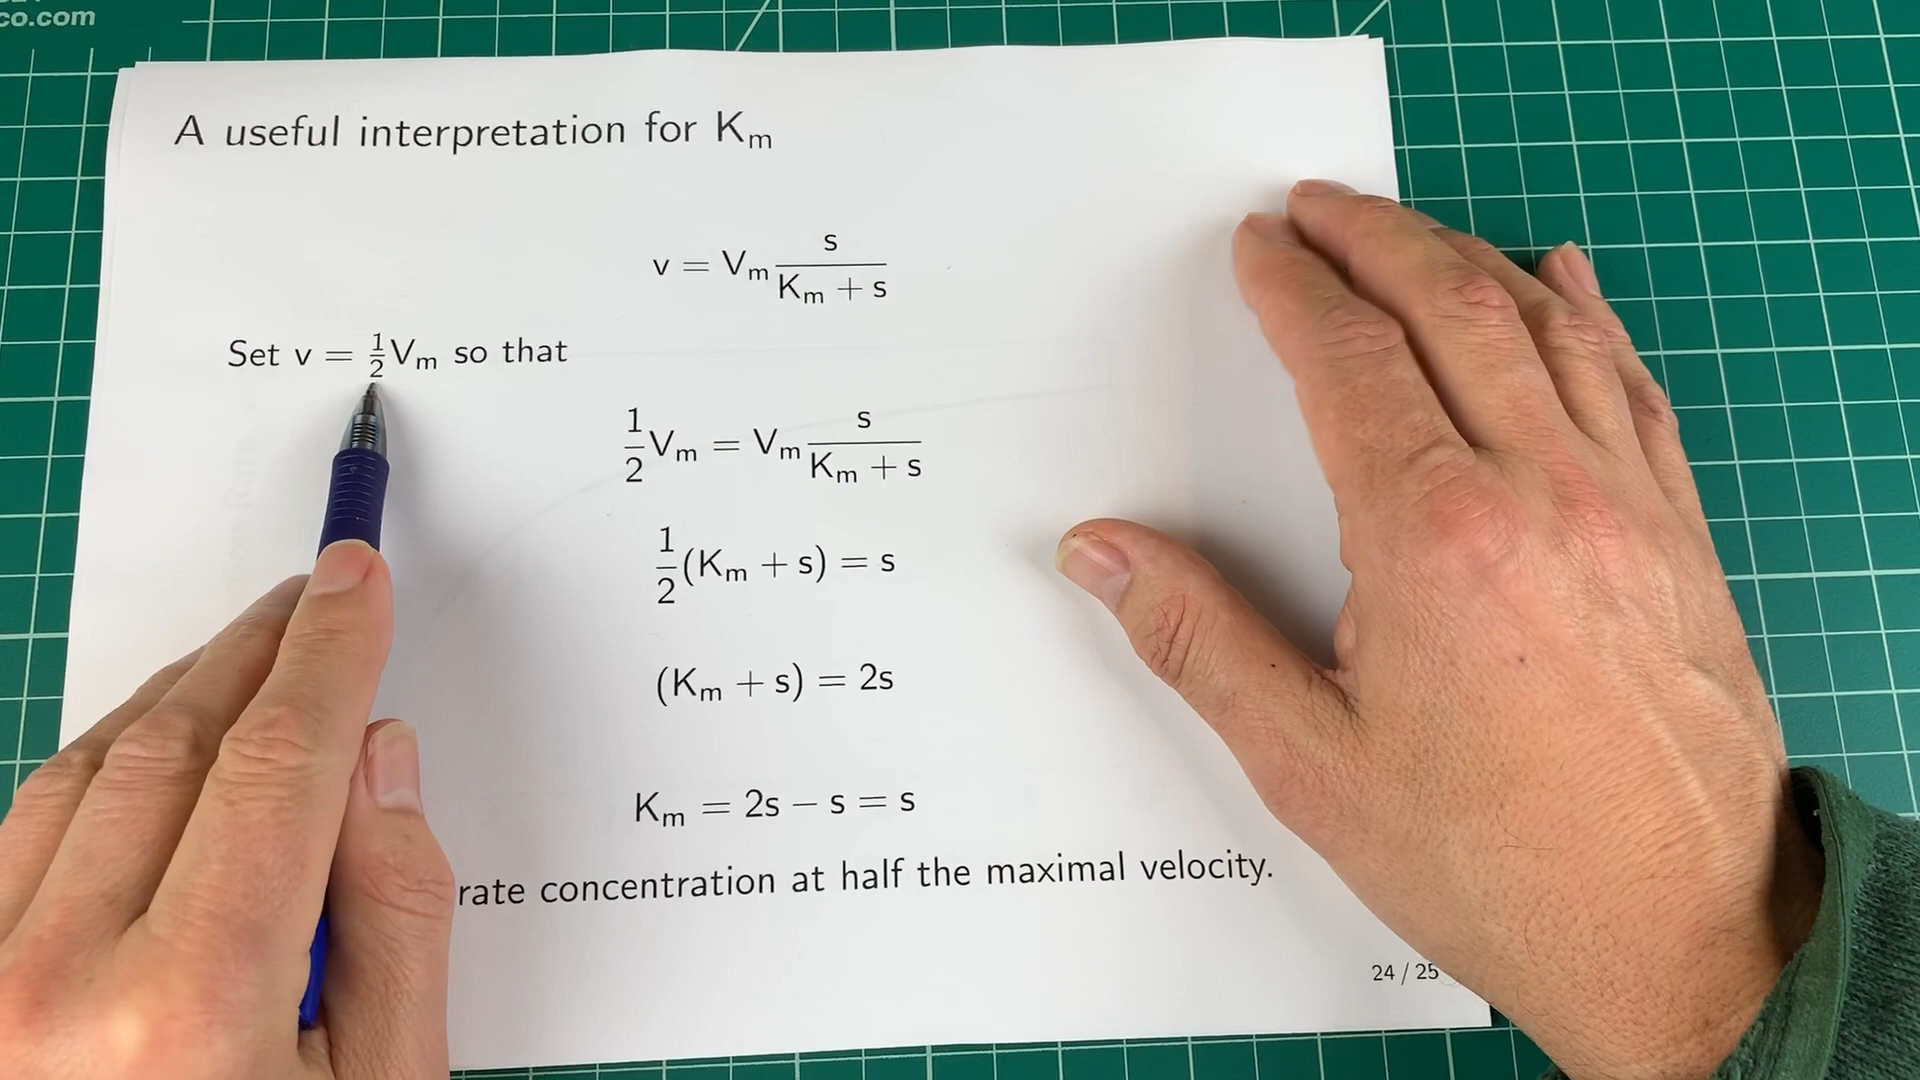 co.com
A useful interpretation for Kₘ
v = Vₘ s/(Kₘ + s)
Set v = ½Vₘ so that
½Vₘ = Vₘ s/(Kₘ + s)
½(Kₘ + s) = s
(Kₘ + s) = 2s
Kₘ = 2s − s = s
concentration at half the maximal velocity.
24 / 25